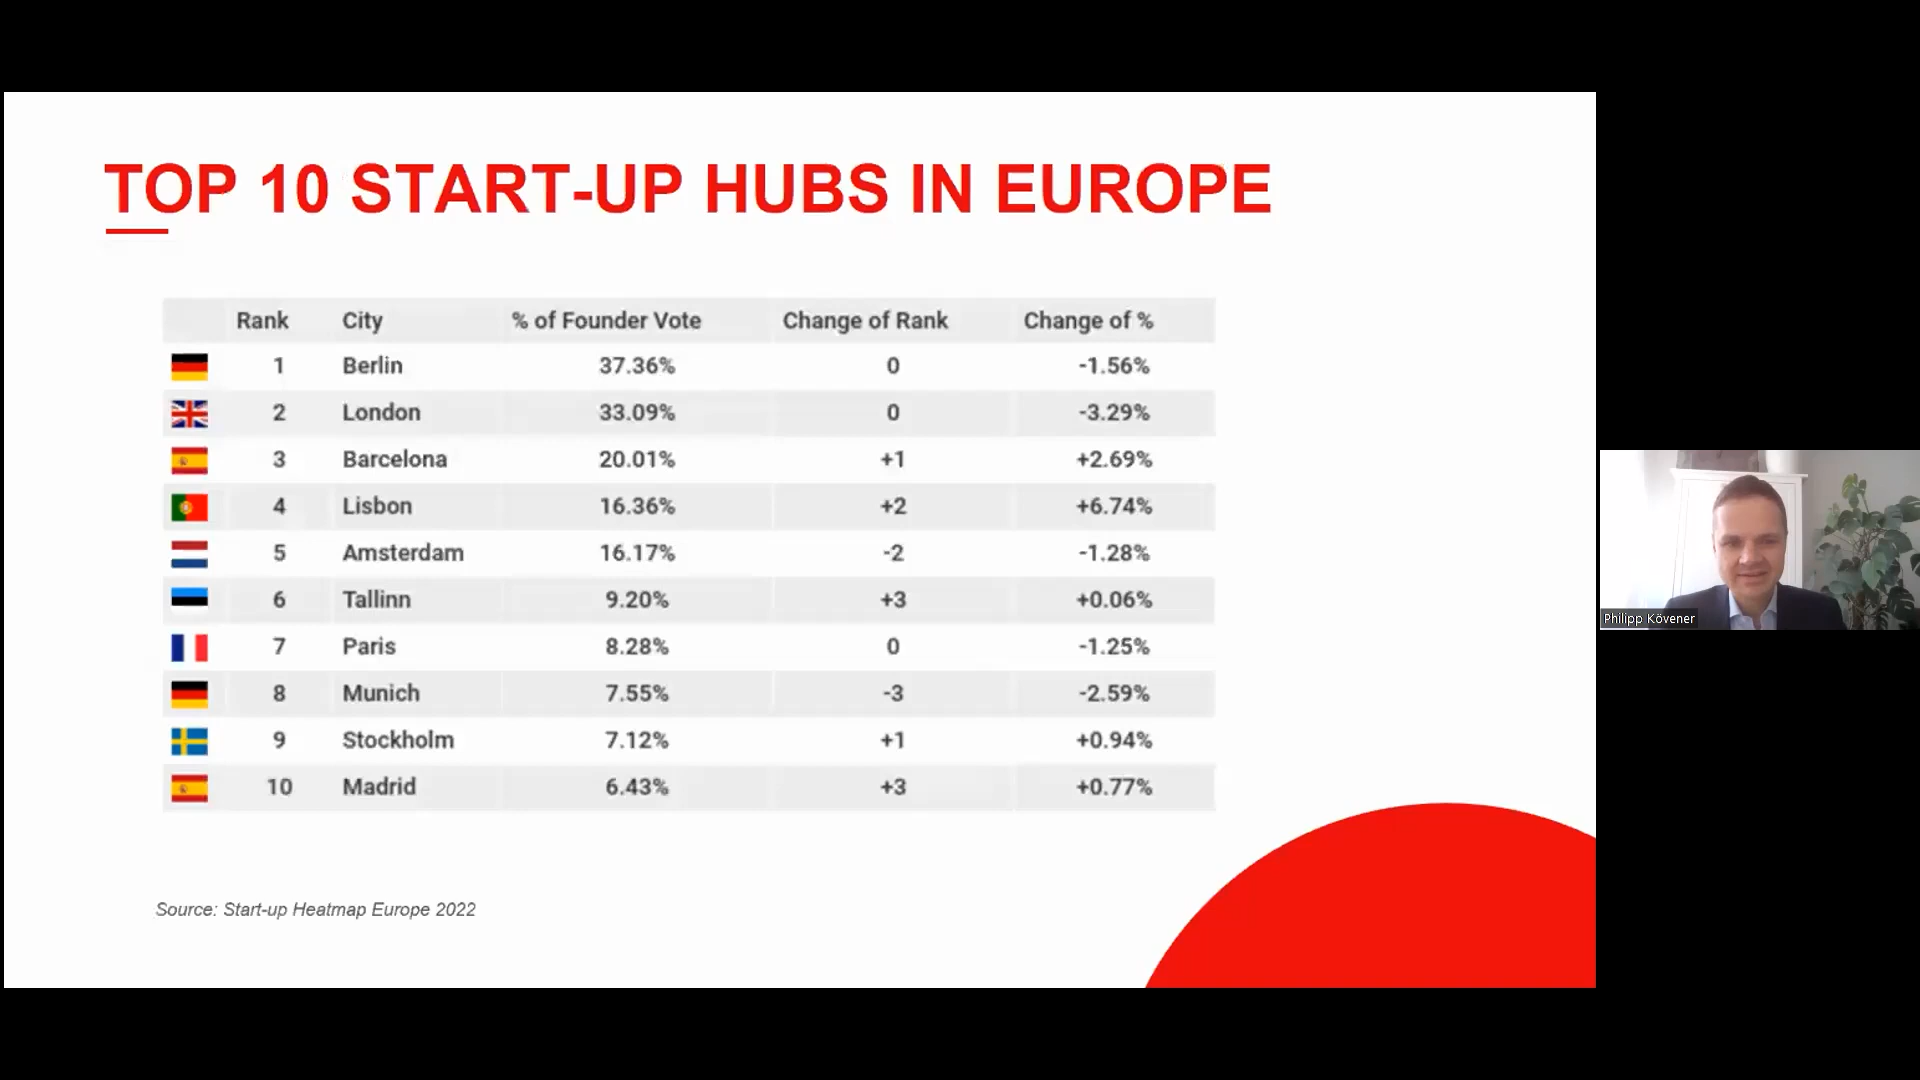 TOP 10 START-UP HUBS IN EUROPE
Rank City % of Founder Vote Change of Rank Change of %
1 Berlin 37.36% 0 -1.56%
2 London 33.09% 0 -3.29%
3 Barcelona 20.01% +1 +2.69%
4 Lisbon 16.36% +2 +6.74%
5 Amsterdam 16.17% -2 -1.28%
6 Tallinn 9.20% +3 +0.06%
7 Paris 8.28% 0 -1.25%
8 Munich 7.55% -3 -2.59%
9 Stockholm 7.12% +1 +0.94%
10 Madrid 6.43% +3 +0.77%
Source: Start-up Heatmap Europe 2022
Philipp Kövener